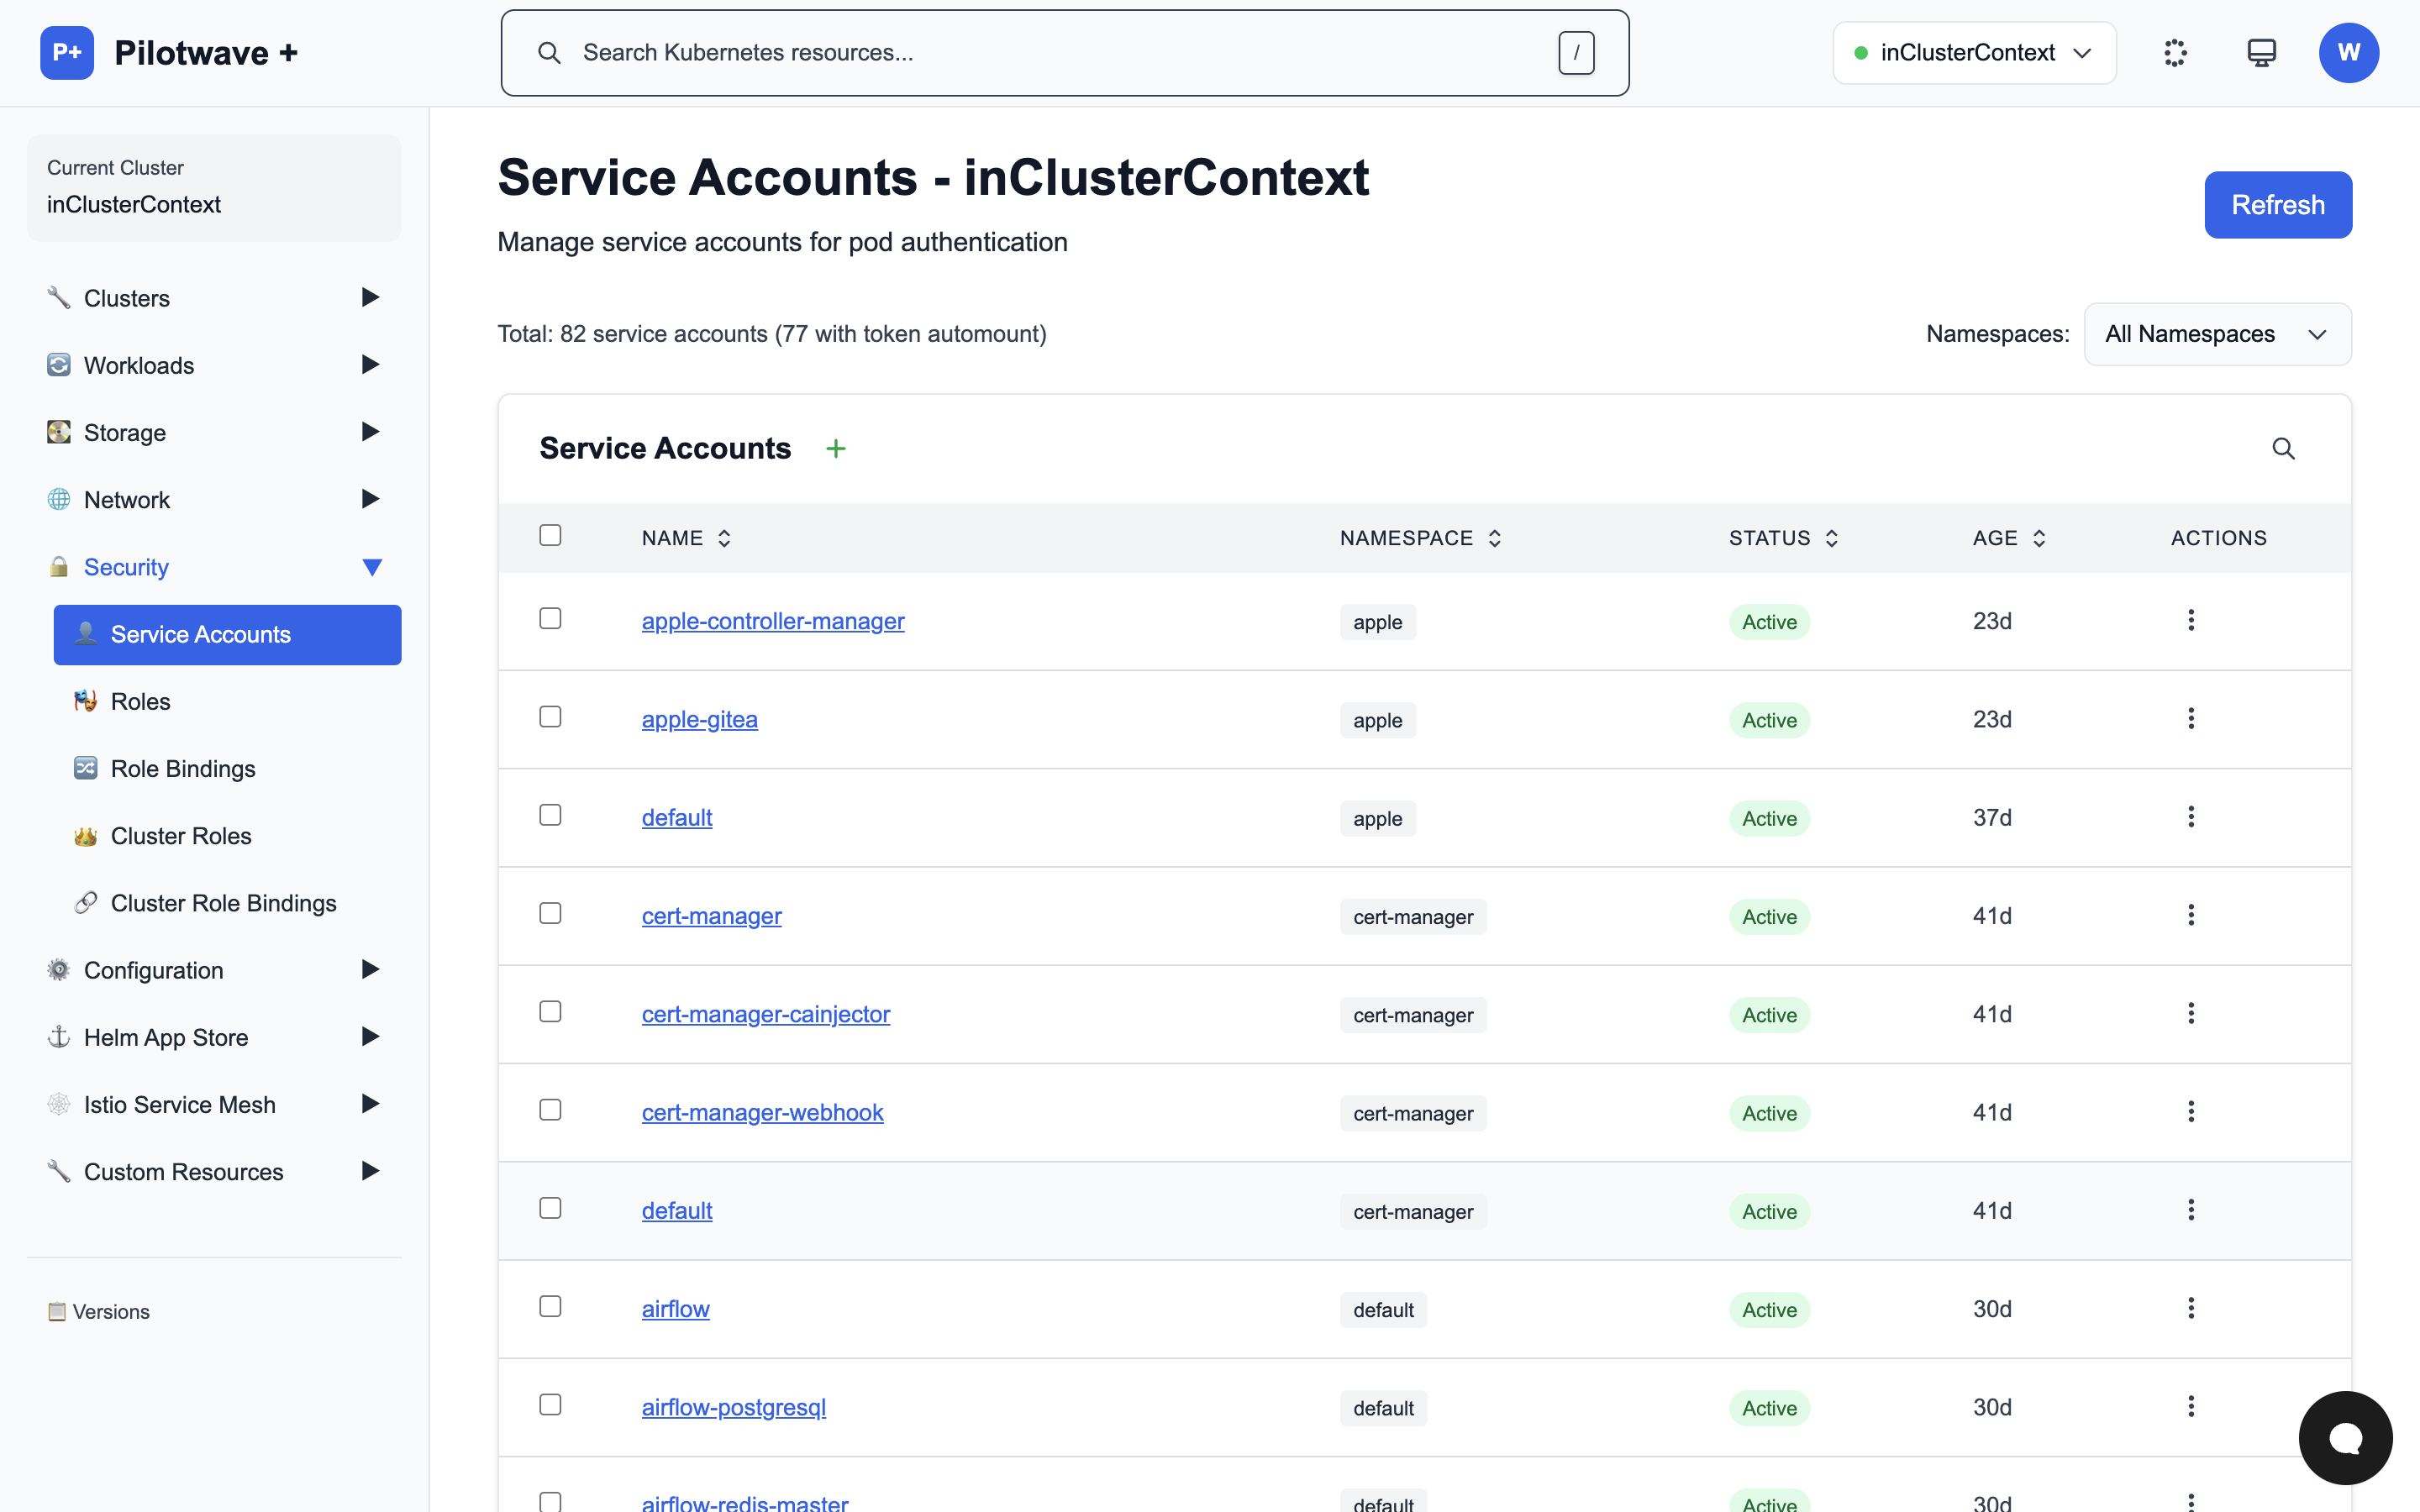 P+ Pilotwave +
Search Kubernetes resources... /
inClusterContext
W
Current Cluster
inClusterContext
Clusters
Workloads
Storage
Network
Security
Service Accounts
Roles
Role Bindings
Cluster Roles
Cluster Role Bindings
Configuration
Helm App Store
Istio Service Mesh
Custom Resources
Versions
Service Accounts - inClusterContext
Manage service accounts for pod authentication
Refresh
Total: 82 service accounts (77 with token automount)
Namespaces: All Namespaces
Service Accounts +
NAME NAMESPACE STATUS AGE ACTIONS
apple-controller-manager apple Active 23d
apple-gitea apple Active 23d
default apple Active 37d
cert-manager cert-manager Active 41d
cert-manager-cainjector cert-manager Active 41d
cert-manager-webhook cert-manager Active 41d
default cert-manager Active 41d
airflow default Active 30d
airflow-postgresql default Active 30d
airflow-redis-master default Active 30d